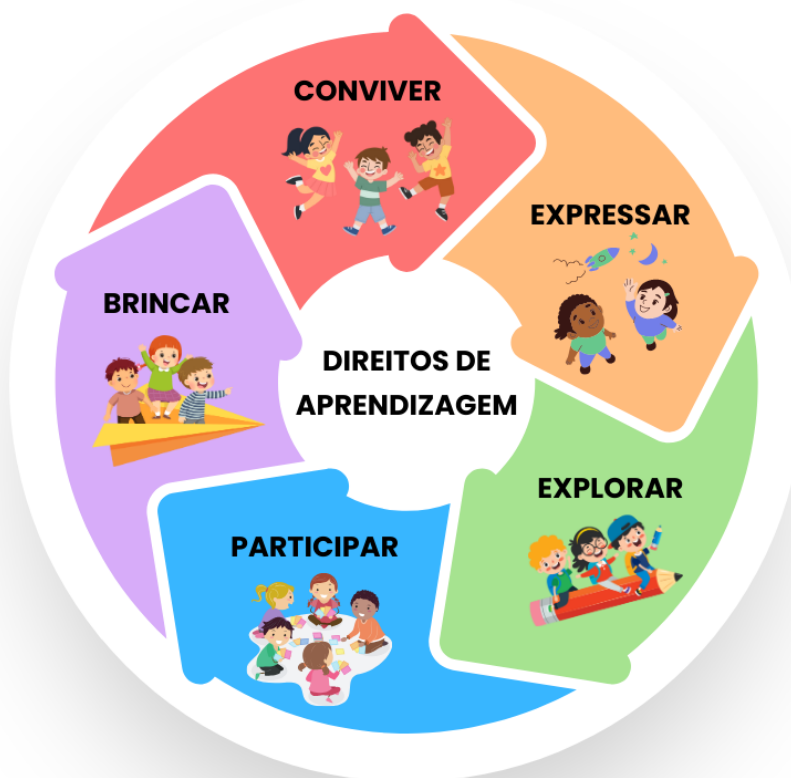 CONVIVER
EXPRESSAR
BRINCAR
DIREITOS DE
APRENDIZAGEM
EXPLORAR
PARTICIPAR